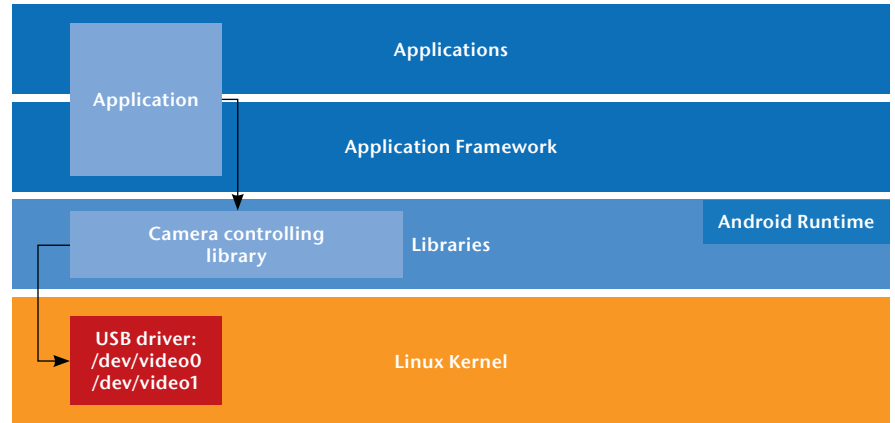 Applications
Application
Application Framework
Android Runtime
Camera controlling
library
Libraries
USB driver:
/dev/video0
/dev/video1
Linux Kernel